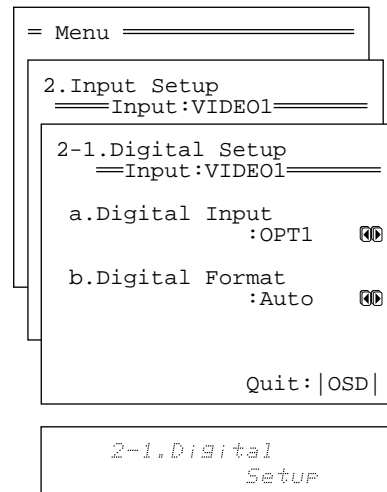 = Menu
2.Input Setup
Input:VIDEO1
2-1.Digital Setup
Input:VIDEO1
a.Digital Input
:OPT1
b.Digital Format
:Auto
Quit:|OSD|
2-1.Digital
Setup